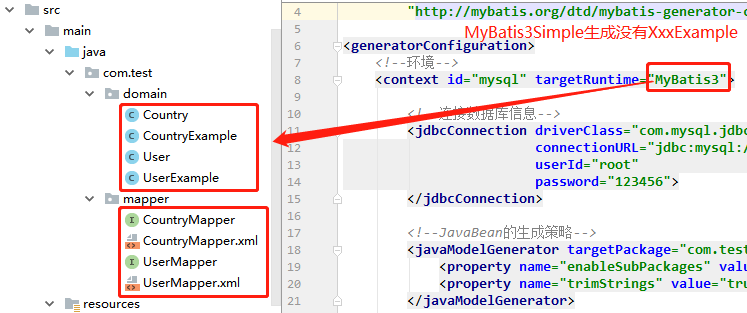 src
main
java
com.test
domain
Country
CountryExample
User
UserExample
mapper
CountryMapper
CountryMapper.xml
UserMapper
UserMapper.xml
resources
4 "http://mybatis.org/dtd/mybatis-generator-
5 MyBatis3Simple生成没有XxxExample
6 <generatorConfiguration>
7 <!--环境-->
8 <context id="mysql" targetRuntime="MyBatis3">
9
10 <!--连接数据库信息-->
11 <jdbcConnection driverClass="com.mysql.jdb
12 connectionURL="jdbc:mysql:/
13 userId="root"
14 password="123456">
15 </jdbcConnection>
16
17 <!--JavaBean的生成策略-->
18 <javaModelGenerator targetPackage="com.test
19 <property name="enableSubPackages" valu
20 <property name="trimStrings" value="tru
21 </javaModelGenerator>